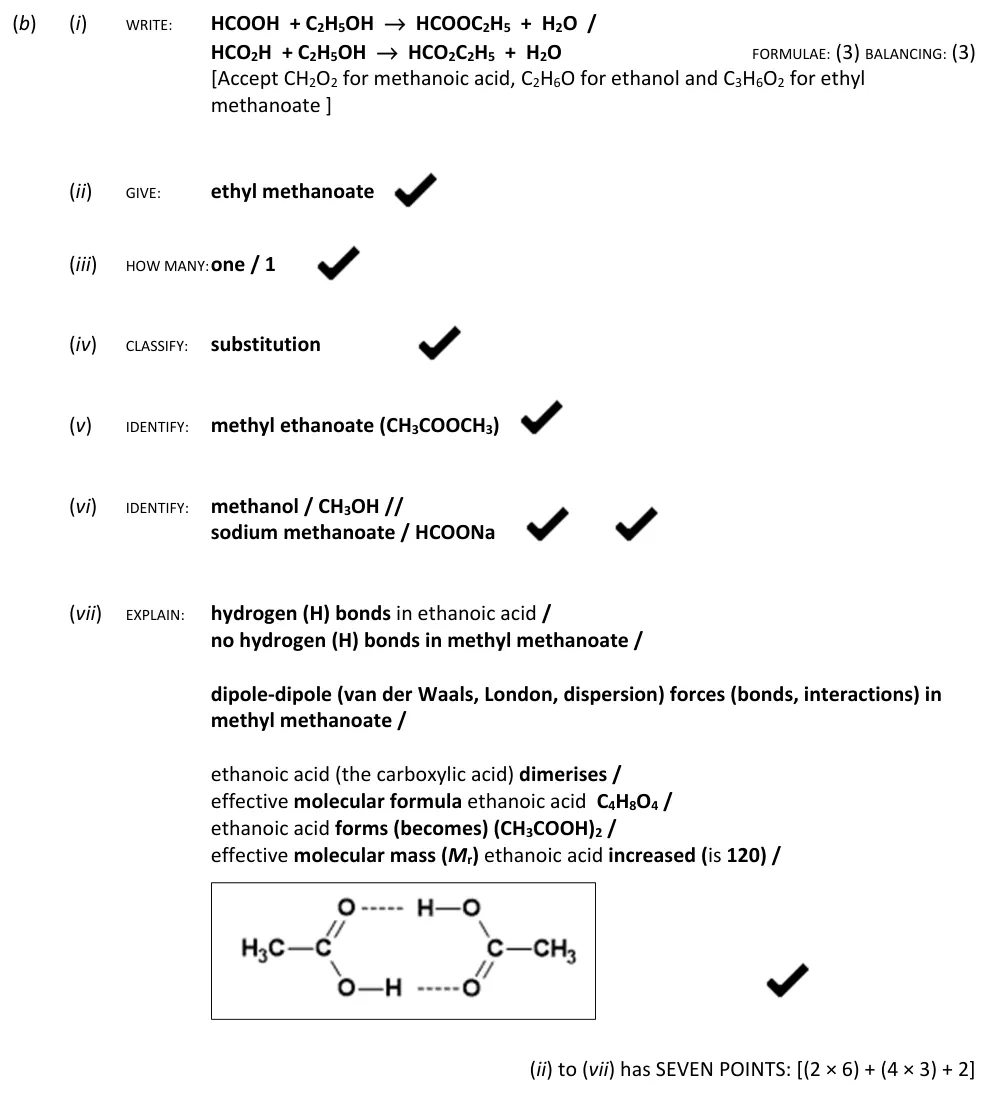 (b) (i) WRITE: HCOOH + C₂H₅OH → HCOOC₂H₅ + H₂O /
HCO₂H + C₂H₅OH → HCO₂C₂H₅ + H₂O FORMULAE: (3) BALANCING: (3)
[Accept CH₂O₂ for methanoic acid, C₂H₆O for ethanol and C₃H₆O₂ for ethyl
methanoate ]
(ii) GIVE: ethyl methanoate ✔
(iii) HOW MANY: one / 1 ✔
(iv) CLASSIFY: substitution ✔
(v) IDENTIFY: methyl ethanoate (CH₃COOCH₃) ✔
(vi) IDENTIFY: methanol / CH₃OH //
sodium methanoate / HCOONa ✔ ✔
(vii) EXPLAIN: hydrogen (H) bonds in ethanoic acid /
no hydrogen (H) bonds in methyl methanoate /
dipole-dipole (van der Waals, London, dispersion) forces (bonds, interactions) in
methyl methanoate /
ethanoic acid (the carboxylic acid) dimerises /
effective molecular formula ethanoic acid C₄H₈O₄ /
ethanoic acid forms (becomes) (CH₃COOH)₂ /
effective molecular mass (Mᵣ) ethanoic acid increased (is 120) /
O ----- H—O
H₃C—C C—CH₃
O—H -----O ✔
(ii) to (vii) has SEVEN POINTS: [(2 × 6) + (4 × 3) + 2]